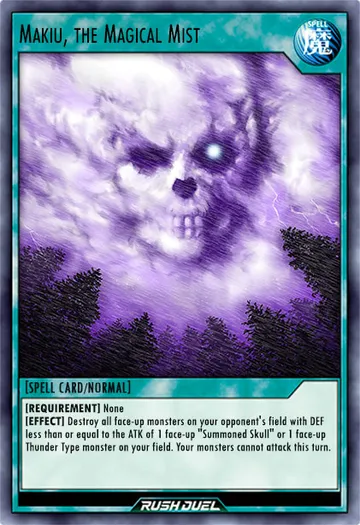 Makiu, the Magical Mist
SPELL
魔
[SPELL CARD/NORMAL]
[REQUIREMENT] None
[EFFECT] Destroy all face-up monsters on your opponent's field with DEF
less than or equal to the ATK of 1 face-up "Summoned Skull" or 1 face-up
Thunder Type monster on your field. Your monsters cannot attack this turn.
RUSH DUEL